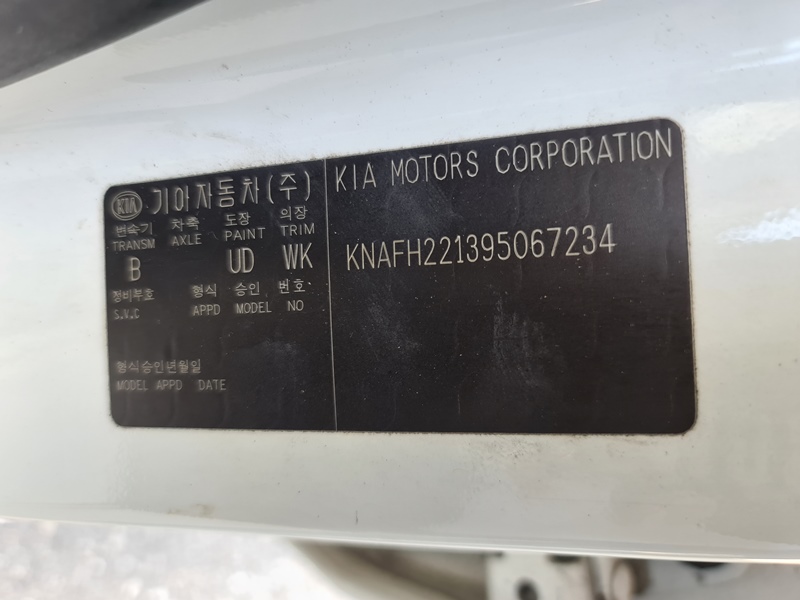 KIA 기아자동차(주)
변속기 차축 도장 의장
TRANSM AXLE PAINT TRIM
B UD WK
정비부호 형식 승인 번호
S.V.C APPD MODEL NO
형식승인년월일
MODEL APPD DATE
KIA MOTORS CORPORATION
KNAFH221395067234